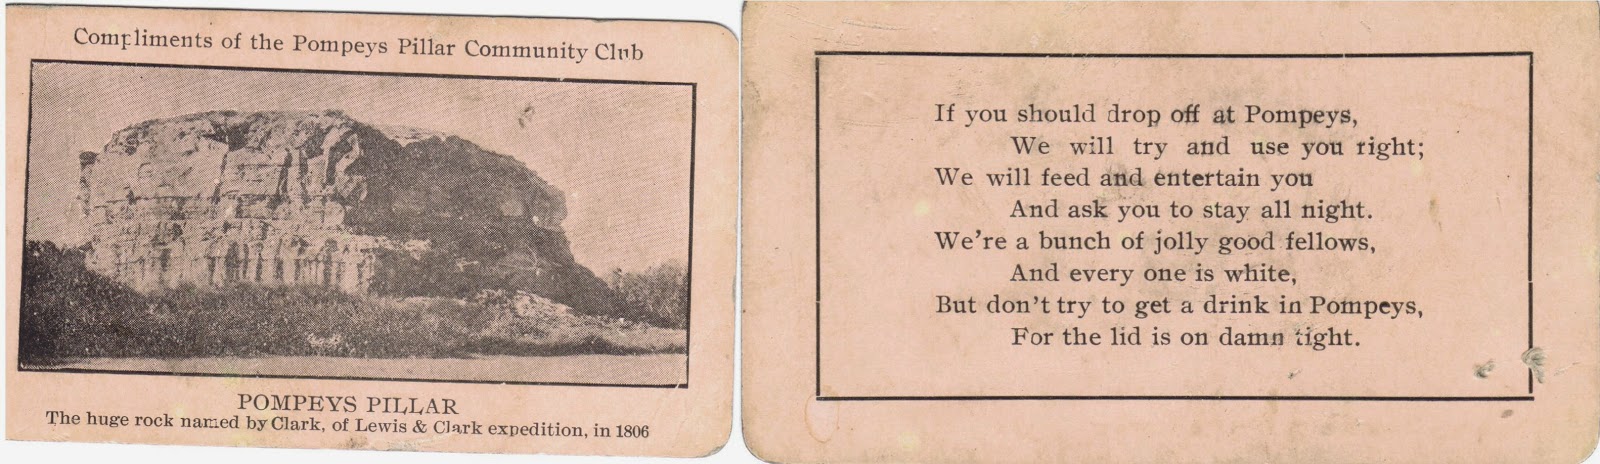 Compliments of the Pompeys Pillar Community Club
POMPEYS PILLAR
The huge rock named by Clark, of Lewis & Clark expedition, in 1806
If you should drop off at Pompeys,
We will try and use you right;
We will feed and entertain you
And ask you to stay all night.
We're a bunch of jolly good fellows,
And every one is white,
But don't try to get a drink in Pompeys,
For the lid is on damn tight.